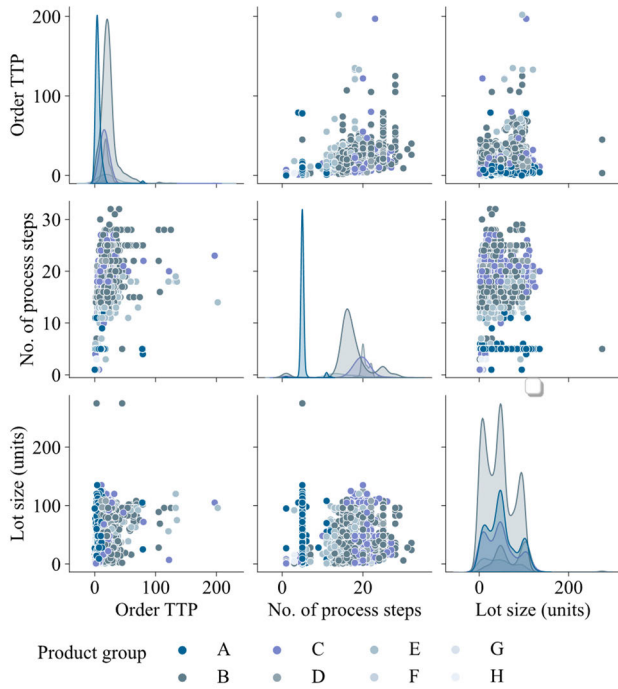 200
100
0
Order TTP
30
20
10
0
No. of process steps
200
100
0
Lot size (units)
0 100 200 0 20 0 200
Order TTP No. of process steps Lot size (units)
Product group A C E G
B D F H